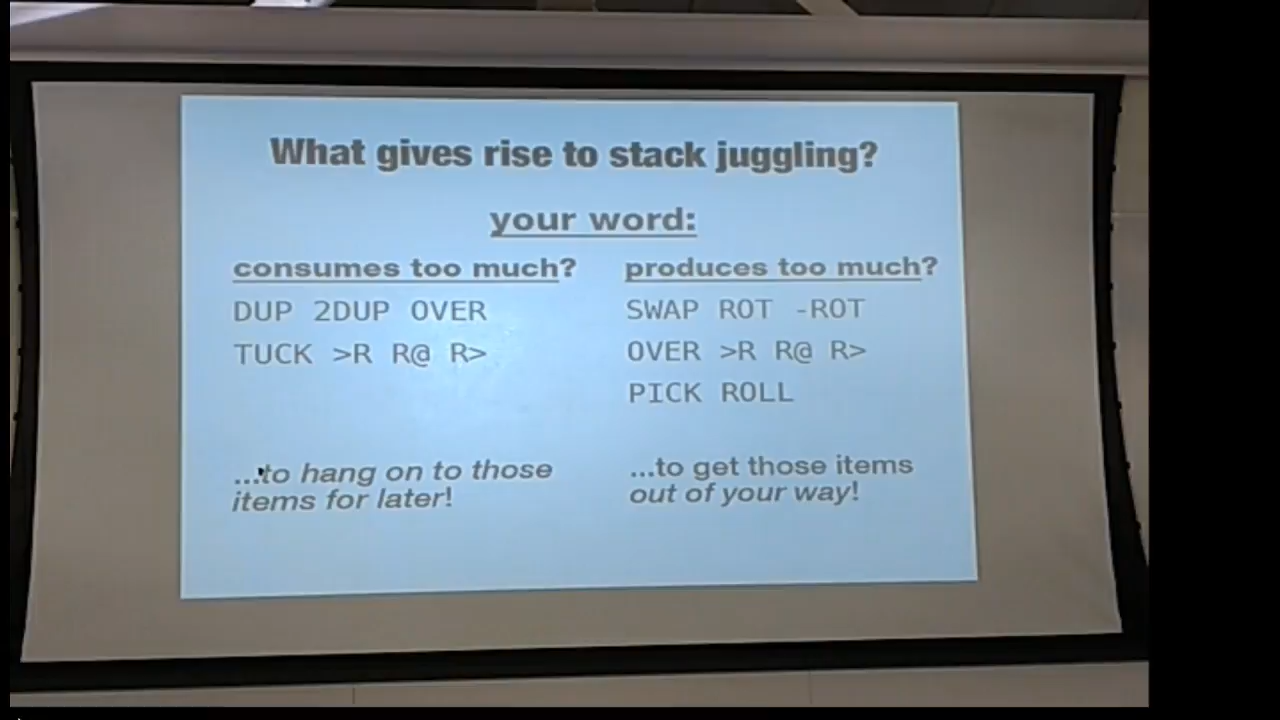 What gives rise to stack juggling?
your word:
consumes too much?
DUP 2DUP OVER
TUCK >R R@ R>
...to hang on to those
items for later!
produces too much?
SWAP ROT -ROT
OVER >R R@ R>
PICK ROLL
...to get those items
out of your way!